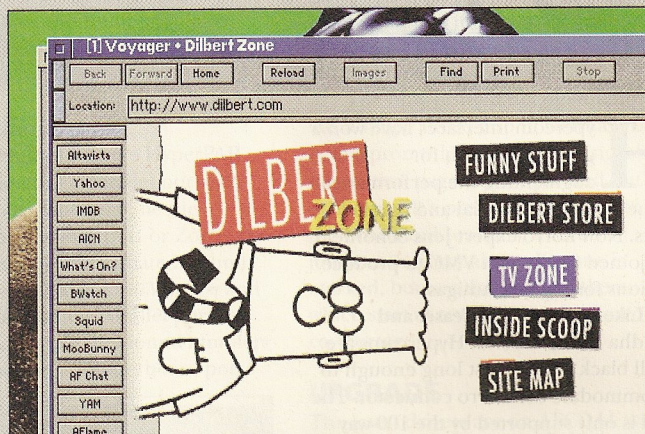 [1] Voyager • Dilbert Zone
Back Forward Home Reload Images Find Print Stop
Location: http://www.dilbert.com
Altavista
Yahoo
IMDB
AICN
What's On?
BWatch
Squid
MooBunny
AF Chat
YAM
AFlame
DILBERT
ZONE
FUNNY STUFF
DILBERT STORE
TV ZONE
INSIDE SCOOP
SITE MAP